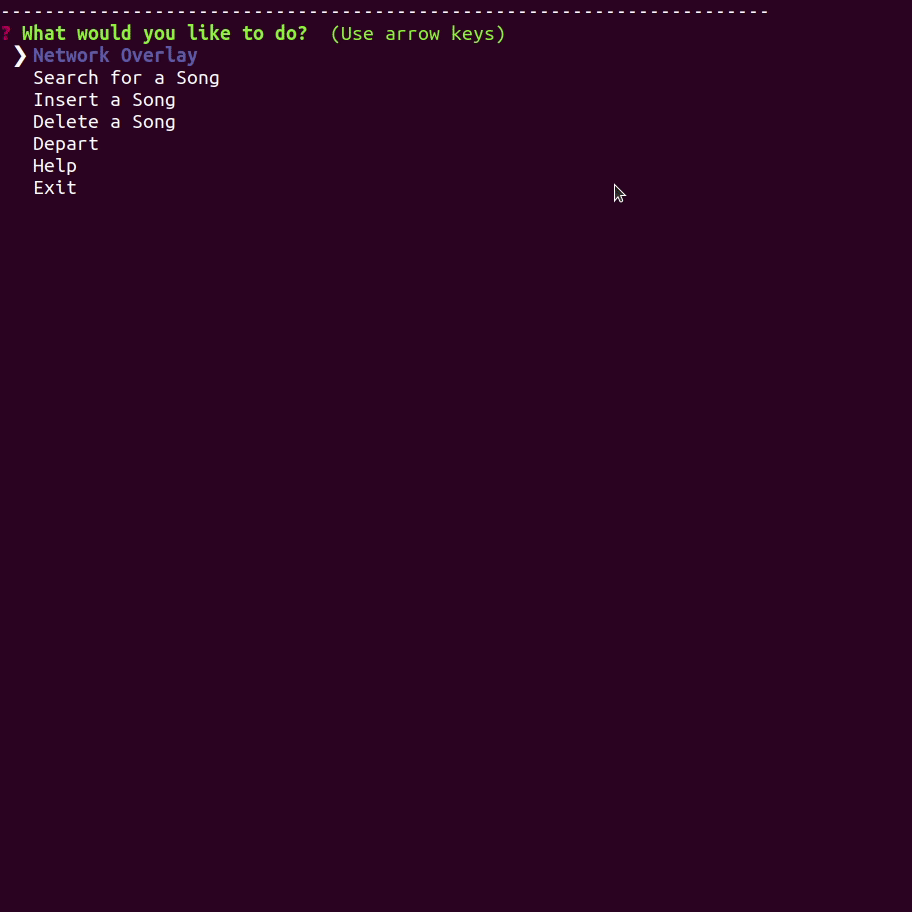 ----------------------------------------------------------------------
? What would you like to do?  (Use arrow keys)
❯ Network Overlay
Search for a Song
Insert a Song
Delete a Song
Depart
Help
Exit